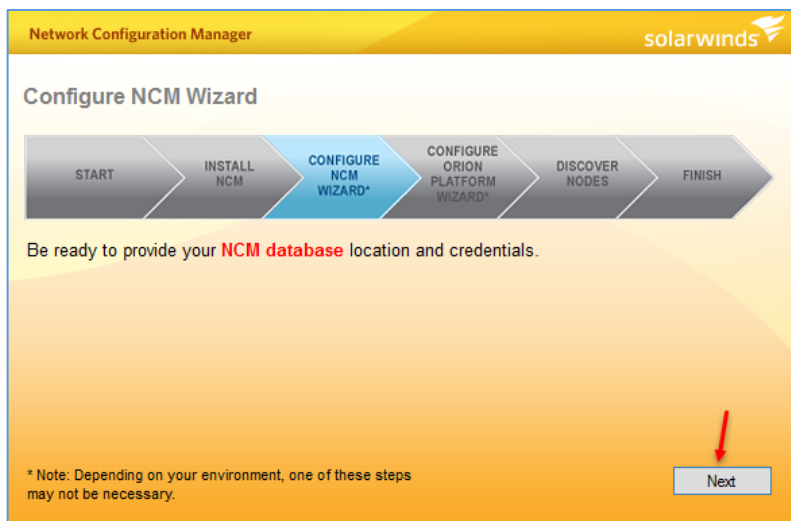 Network Configuration Manager
solarwinds
Configure NCM Wizard
START
INSTALL
NCM
CONFIGURE
NCM
WIZARD*
CONFIGURE
ORION
PLATFORM
WIZARD*
DISCOVER
NODES
FINISH
Be ready to provide your NCM database location and credentials.
* Note: Depending on your environment, one of these steps
may not be necessary.
Next